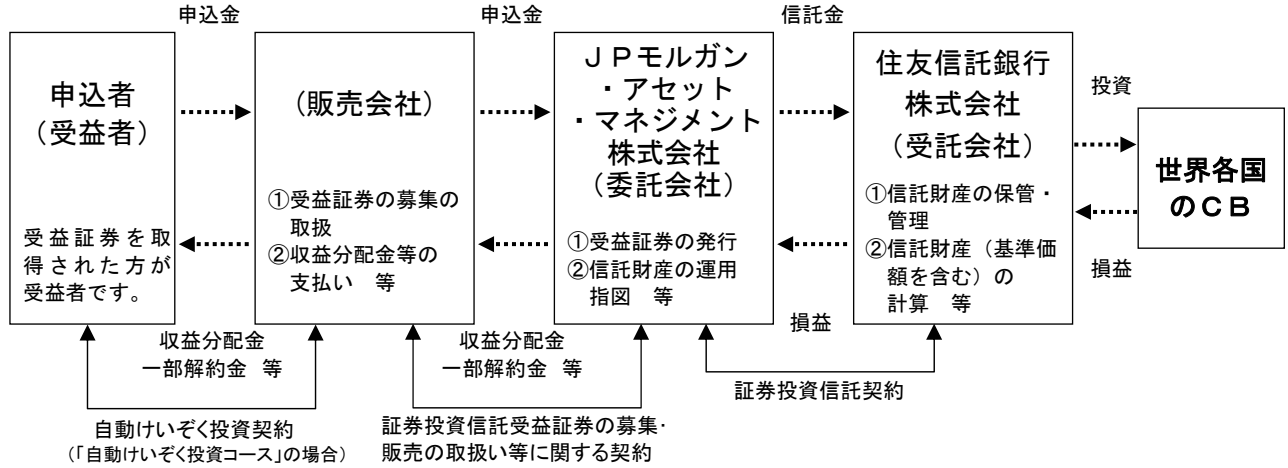 申込金
申込金
信託金
申込者
(受益者)
受益証券を取
得された方が
受益者です。
(販売会社)
①受益証券の募集の
取扱
②収益分配金等の
支払い 等
JPモルガン
・アセット
・マネジメント
株式会社
(委託会社)
①受益証券の発行
②信託財産の運用
指図 等
住友信託銀行
株式会社
(受託会社)
①信託財産の保管・
管理
②信託財産(基準価
額を含む)の
計算 等
投資
世界各国
のCB
損益
収益分配金
一部解約金 等
収益分配金
一部解約金 等
損益
自動けいぞく投資契約
(「自動けいぞく投資コース」の場合)
証券投資信託受益証券の募集・
販売の取扱い等に関する契約
証券投資信託契約